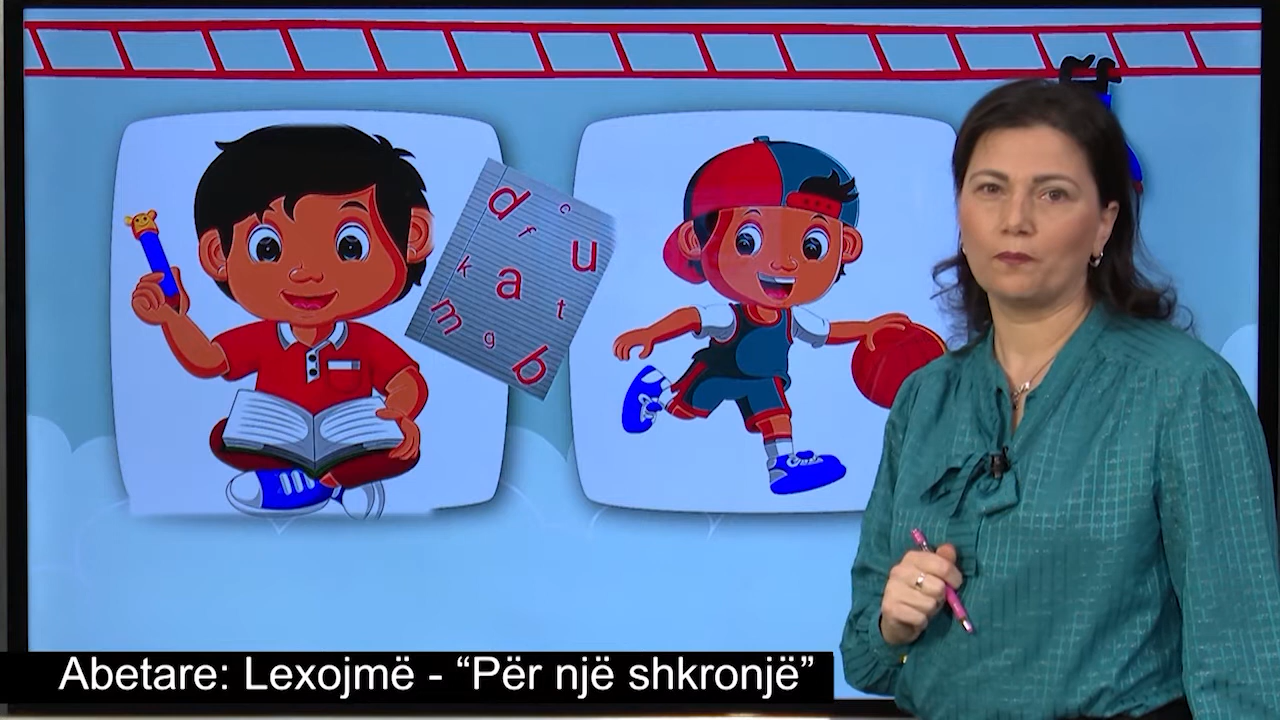 d c
f u
k a
m t
g
b
Abetare: Lexojmë - “Për një shkronjë”